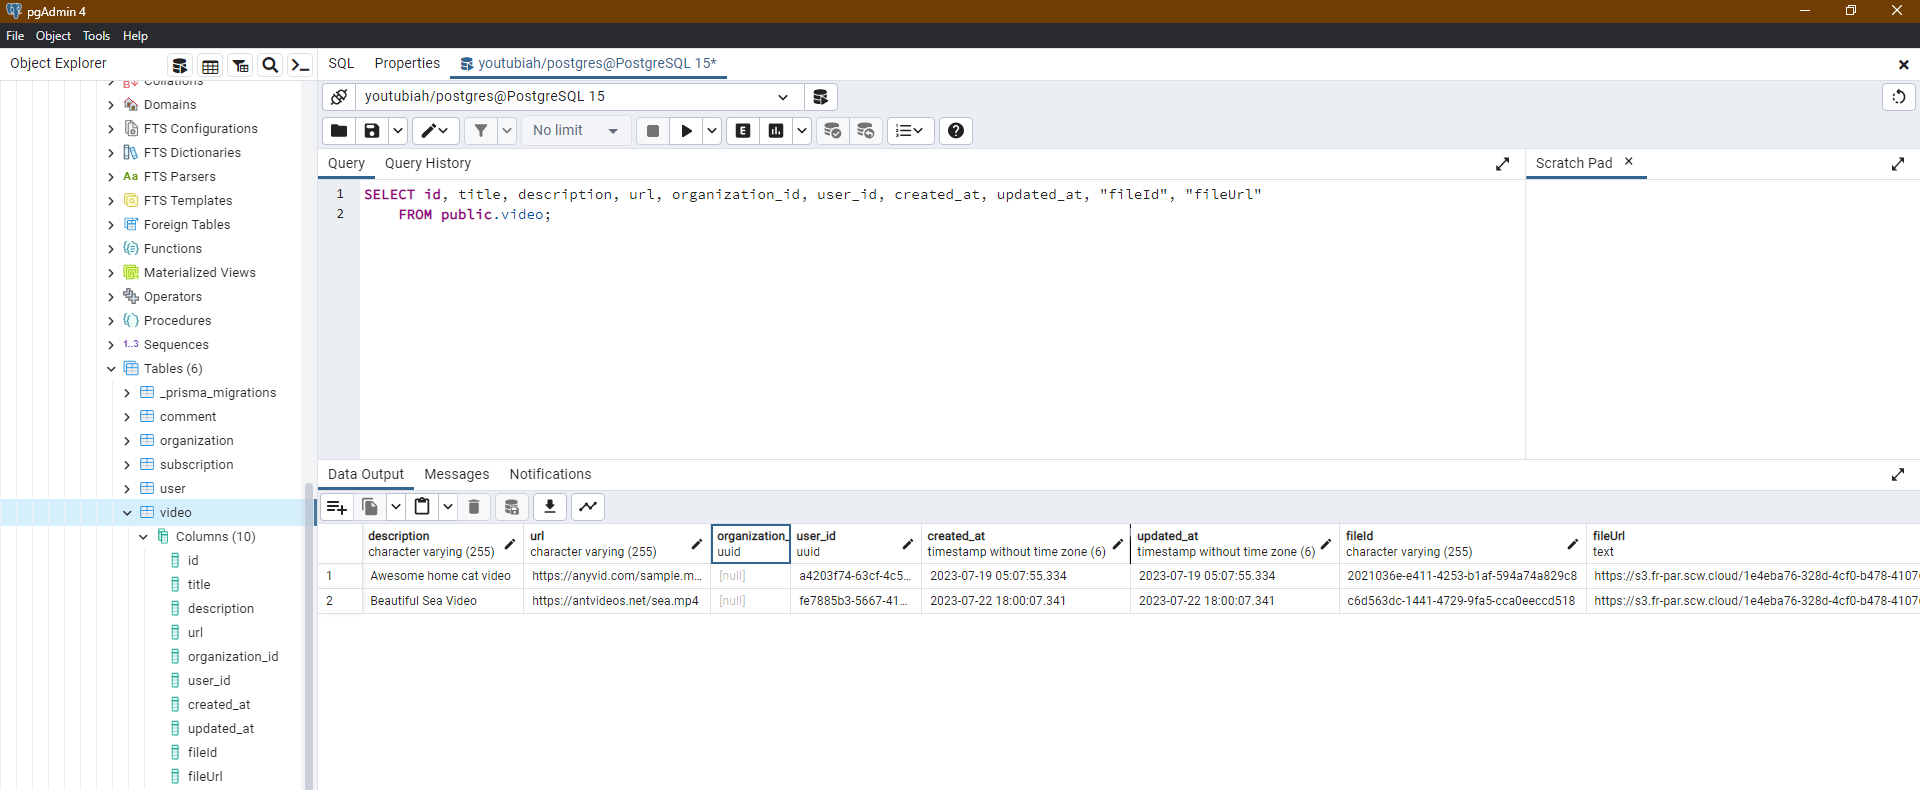 pgAdmin 4
File Object Tools Help
Object Explorer
SQL Properties youtubiah/postgres@PostgreSQL 15*
Collations
Domains
FTS Configurations
FTS Dictionaries
Aa FTS Parsers
FTS Templates
Foreign Tables
Functions
Materialized Views
Operators
Procedures
1..3 Sequences
Tables (6)
_prisma_migrations
comment
organization
subscription
user
video
Columns (10)
id
title
description
url
organization_id
user_id
created_at
updated_at
fileId
fileUrl
youtubiah/postgres@PostgreSQL 15
No limit
E
Query Query History
Scratch Pad
1 SELECT id, title, description, url, organization_id, user_id, created_at, updated_at, "fileId", "fileUrl"
2 FROM public.video;
Data Output Messages Notifications
description url organization_ user_id created_at updated_at fileId fileUrl
character varying (255) character varying (255) uuid uuid timestamp without time zone (6) timestamp without time zone (6) character varying (255) text
1 Awesome home cat video https://anyvid.com/sample.m... [null] a4203f74-63cf-4c5... 2023-07-19 05:07:55.334 2023-07-19 05:07:55.334 2021036e-e411-4253-b1af-594a74a829c8 https://s3.fr-par.scw.cloud/1e4eba76-328d-4cf0-b478-4107
2 Beautiful Sea Video https://antvideos.net/sea.mp4 [null] fe7885b3-5667-41... 2023-07-22 18:00:07.341 2023-07-22 18:00:07.341 c6d563dc-1441-4729-9fa5-cca0eeccd518 https://s3.fr-par.scw.cloud/1e4eba76-328d-4cf0-b478-4107